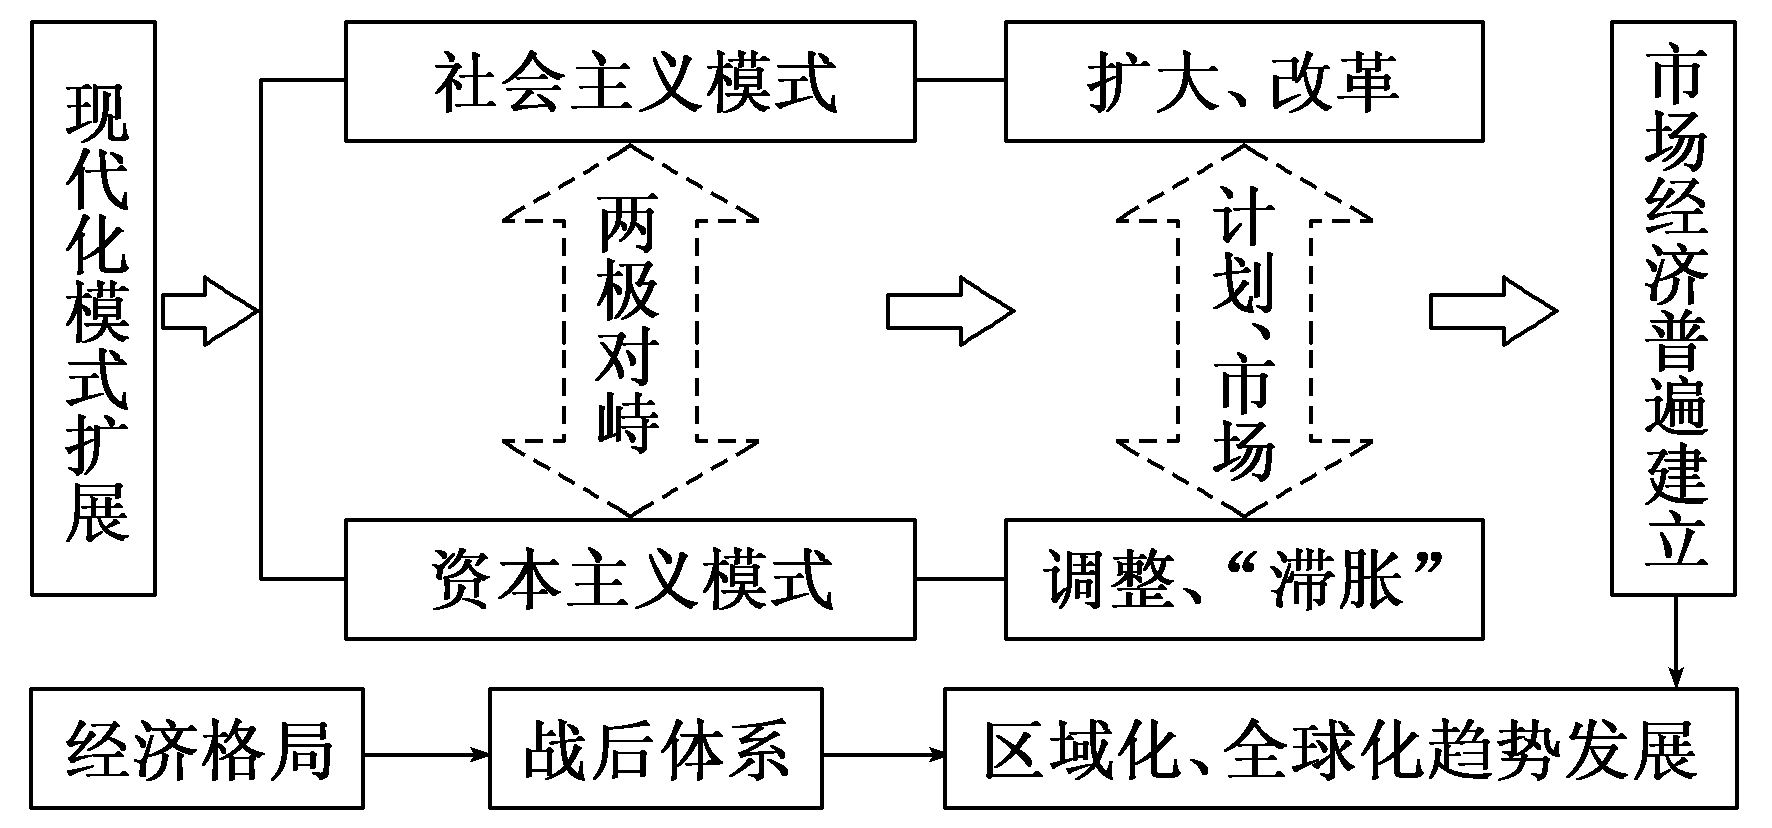 现代化模式扩展
社会主义模式
扩大、改革
两极对峙
计划、市场
资本主义模式
调整、“滞胀”
市场经济普遍建立
经济格局
战后体系
区域化、全球化趋势发展